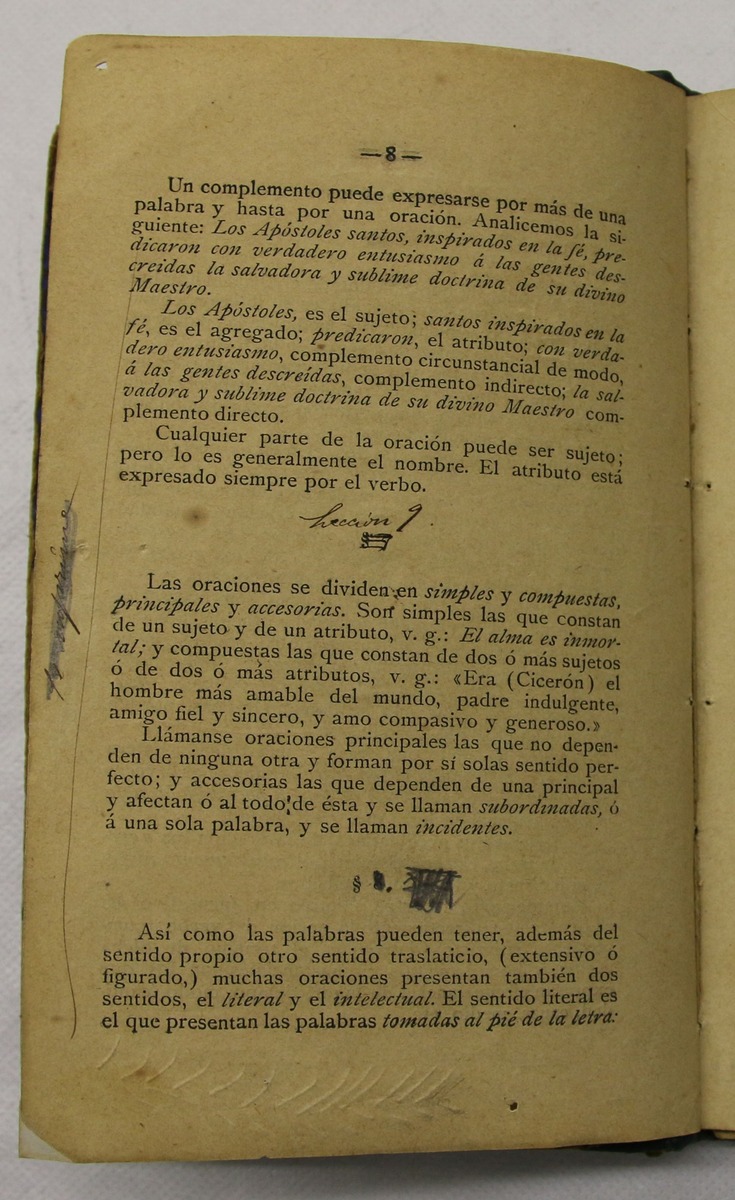 —8—
Un complemento puede expresarse por más de una
palabra y hasta por una oración. Analicemos la si-
guiente: Los Apóstoles santos, inspirados en la fé, pre-
dicaron con verdadero entusiasmo á las gentes des-
creidas la salvadora y sublime doctrina de su divino
Maestro.
Los Apóstoles, es el sujeto; santos inspirados en la
fé, es el agregado; predicaron, el atributo; con verda-
dero entusiasmo, complemento circunstancial de modo,
á las gentes descreídas, complemento indirecto; la sal-
vadora y sublime doctrina de su divino Maestro com-
plemento directo.
Cualquier parte de la oración puede ser sujeto;
pero lo es generalmente el nombre. El atributo está
expresado siempre por el verbo.
Lección 9.
Las oraciones se dividen en simples y compuestas,
principales y accesorias. Son simples las que constan
de un sujeto y de un atributo, v. g.: El alma es inmor-
tal; y compuestas las que constan de dos ó más sujetos
ó de dos ó más atributos, v. g.: «Era (Cicerón) el
hombre más amable del mundo, padre indulgente,
amigo fiel y sincero, y amo compasivo y generoso.»
Llámanse oraciones principales las que no depen-
den de ninguna otra y forman por sí solas sentido per-
fecto; y accesorias las que dependen de una principal
y afectan ó al todo de ésta y se llaman subordinadas, ó
á una sola palabra, y se llaman incidentes.
§
Así como las palabras pueden tener, además del
sentido propio otro sentido traslaticio, (extensivo ó
figurado,) muchas oraciones presentan también dos
sentidos, el literal y el intelectual. El sentido literal es
el que presentan las palabras tomadas al pié de la letra: